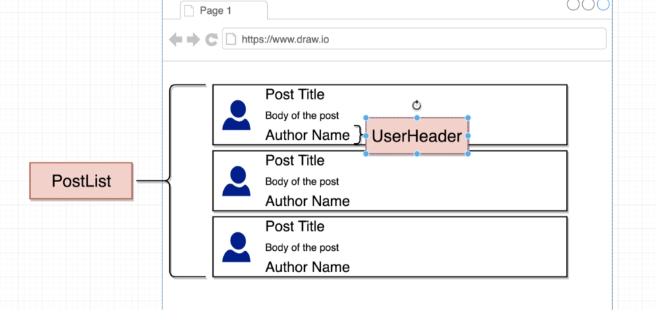 Page 1
https://www.draw.io
Post Title
Body of the post
Author Name
UserHeader
PostList
Post Title
Body of the post
Author Name
Post Title
Body of the post
Author Name